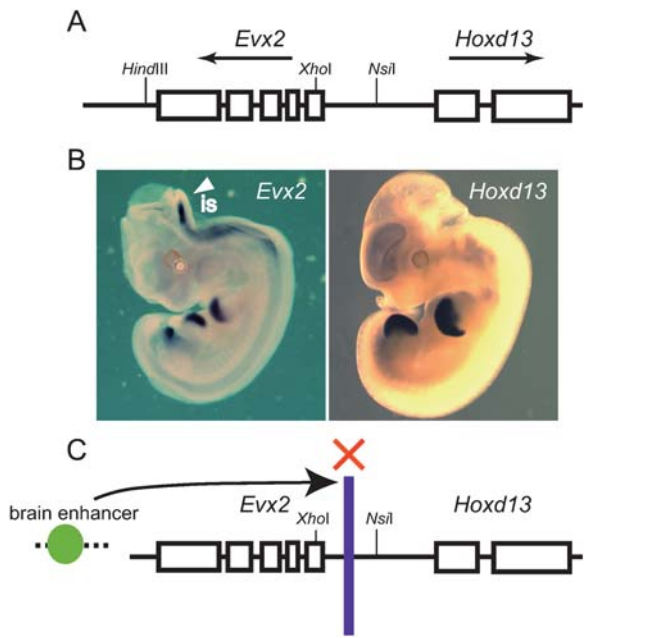 A
Evx2 Hoxd13
HindIII XhoI NsiI
B
Evx2 Hoxd13
is
C
Evx2 Hoxd13
brain enhancer XhoI NsiI